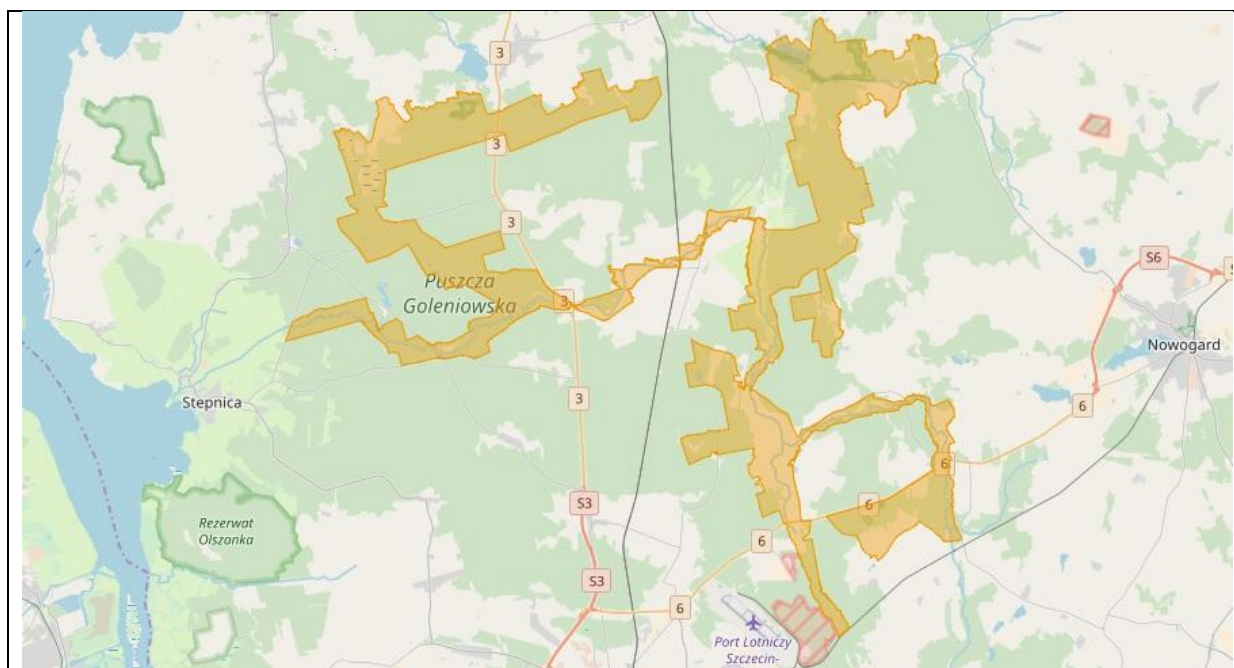 3
3
3
Puszcza
Goleniowska
3
S6
S
Nowogard
Stepnica
3
6
6
S3
6
Rezerwat
Olszanka
6
S3
6
Port Lotniczy
Szczecin-